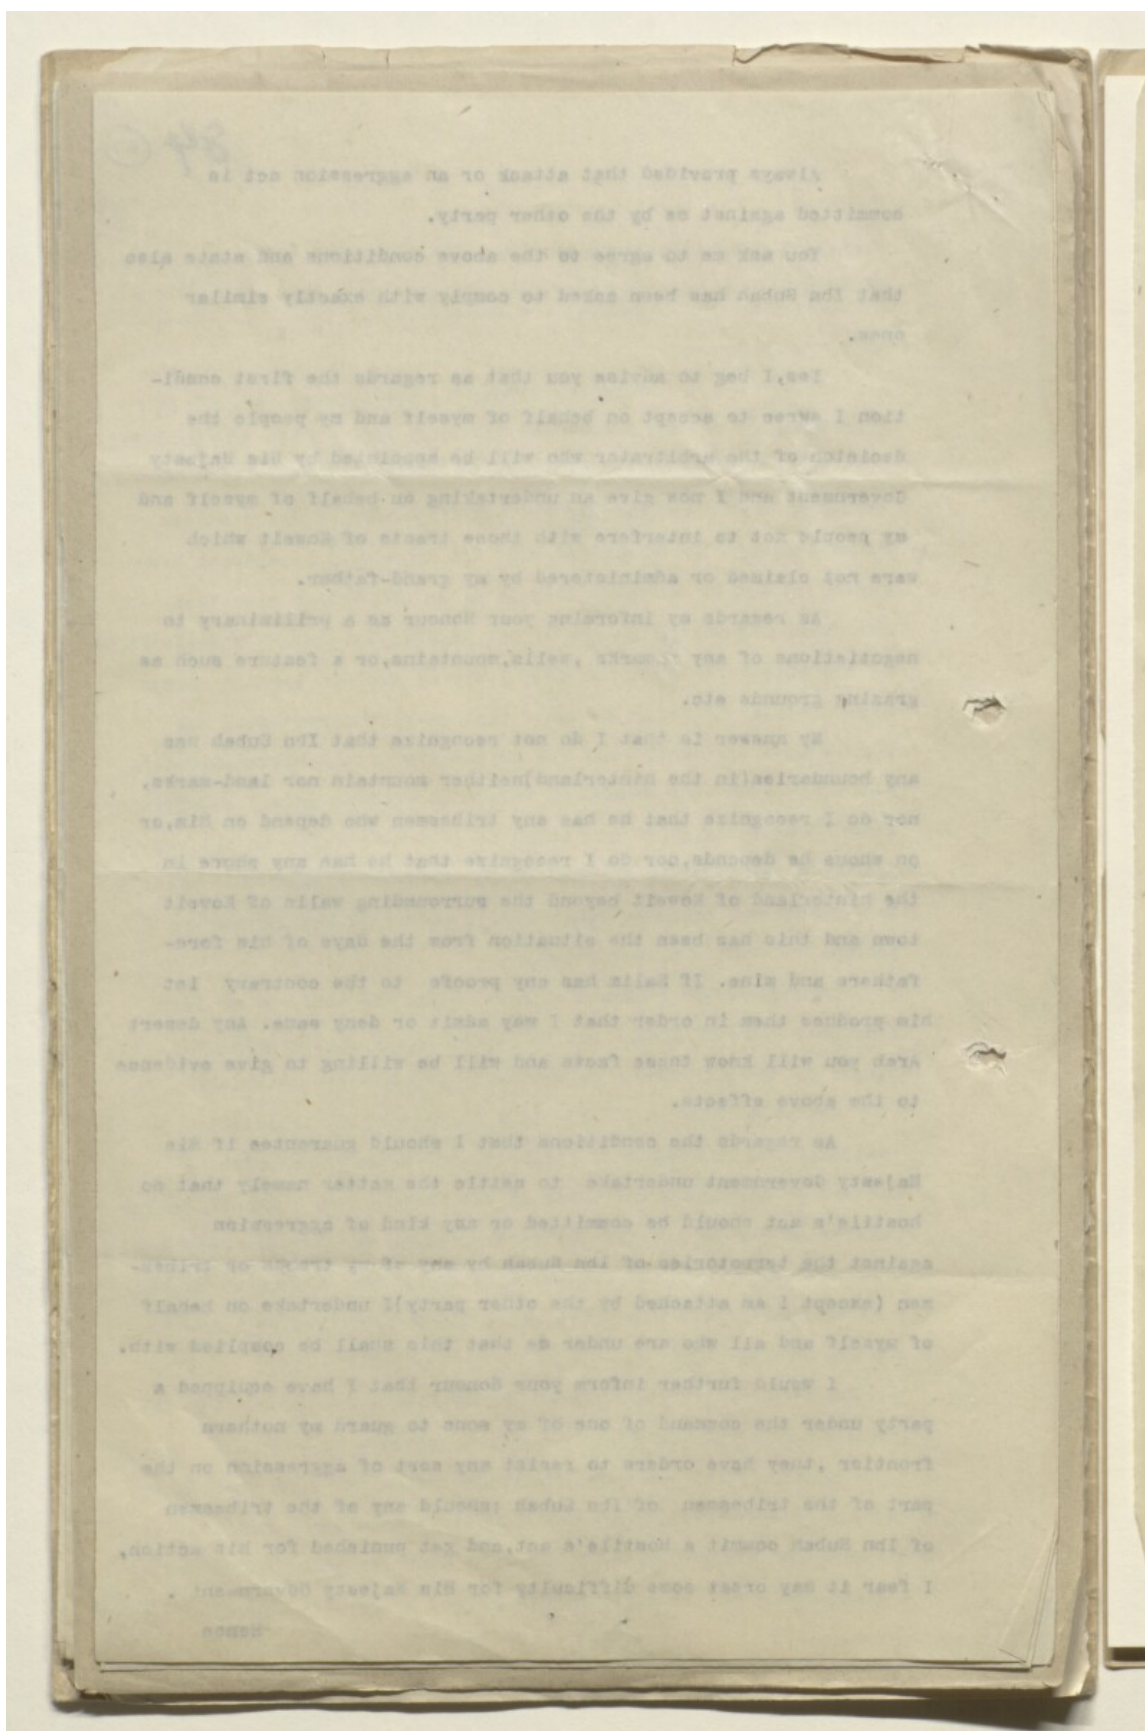 Always provided that attack or an aggression act is
committed against me by the other party.
You ask me to agree to the above conditions and state also
that Ibn Subah has been asked to comply with exactly similar
ones.
Yes,I beg to advise you that as regards the first condi-
tion I agree to accept on behalf of myself and my people the
decision of the arbitrator who will be appointed by His Majesty
Government and I now give an undertaking on behalf of myself and
my people not to interfere with those tracts of Koweit which
were not claimed or administered by my grand-father.
As regards my informing your Honour as a priliminary to
negotiations of any marks ,wells,mountains,or a feature such as
grazing grounds etc.
My answer is that I do not recognize that Ibn Subah was
any boundaries(in the hinterland)neither mountain nor land-marks,
nor do I recognize that he has any tribesmen who depend on him,or
on whom he depends,nor do I recognize that he has any in
the hinterland of Koweit beyond the surrounding walls of Koweit
town and this has been the situation from the days of his fore-
fathers and mine. If Salim has any proofs to the contrary let
him produce them in order that I may admit or deny same. Any desert
Arab you will know these facts and will be willing to give evidence
to the above effects.
As regards the conditions that I should guarantee if His
Majesty Government undertake to settle the matter namely that no
hostile's act should be committed or any kind of aggression
against the terrotories of Ibn Subah by any of my troops or tribes-
men (except I am attached by the other party)I undertake on behalf
of myself and all who are under me that this shall be complied with.
I would further inform your Honour that I have equipped a
party under the command of one of my sons to guard my nothern
frontier ,they have orders to resist any sort of aggression on the
part of the tribesmen of Ibn Subah ;should any of the tribesmen
of Ibn Subah commit a hostile's act,and get punished for his action,
I fear it may creat some difficulty for His Majesty Government .
Hence